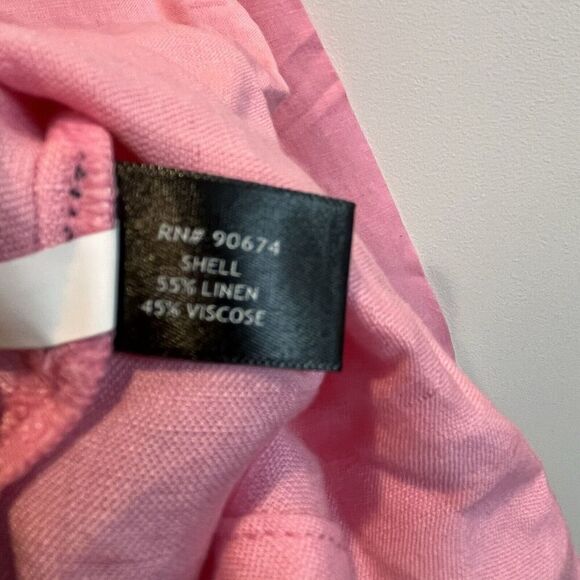 RN# 90674
SHELL
55% LINEN
45% VISCOSE